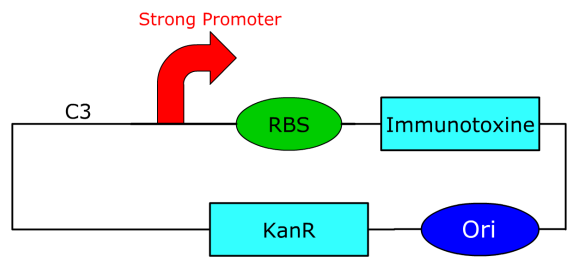 Strong Promoter
C3
RBS
Immunotoxine
KanR
Ori